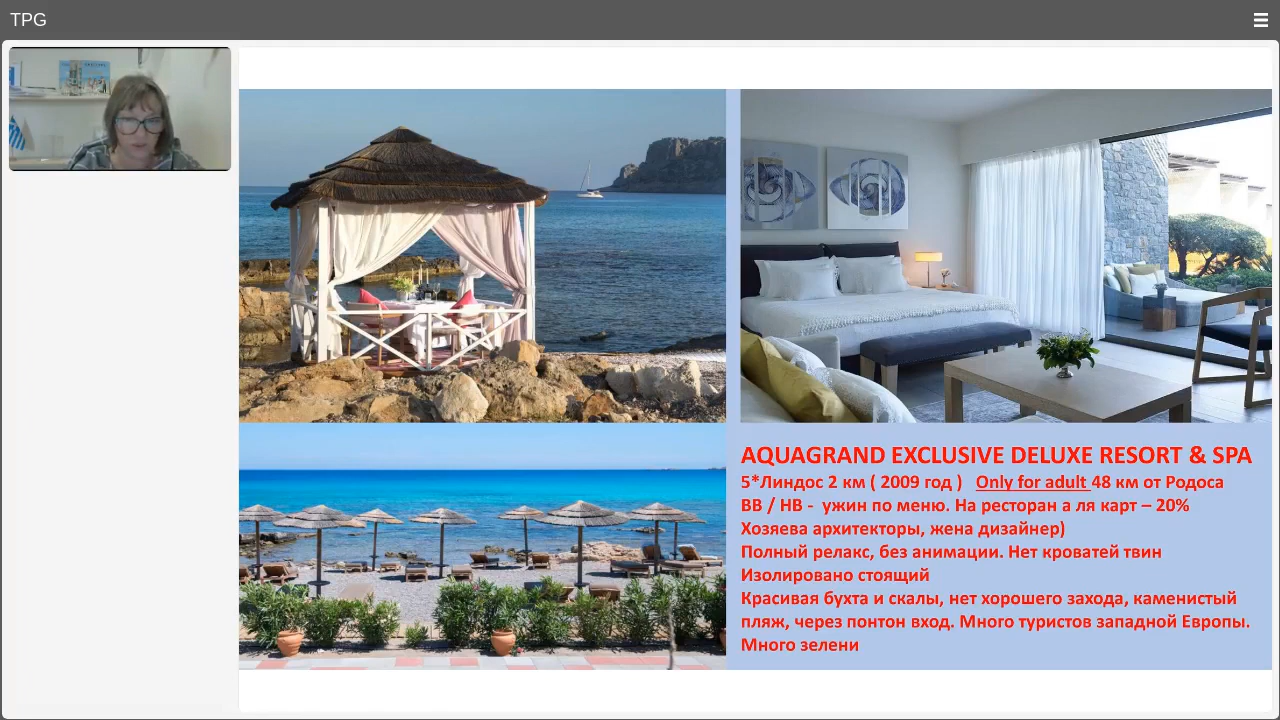 TPG
AQUAGRAND EXCLUSIVE DELUXE RESORT & SPA
5*Линдос 2 км ( 2009 год ) Only for adult 48 км от Родоса
BB / HB - ужин по меню. На ресторан а ля карт – 20%
Хозяева архитекторы, жена дизайнер)
Полный релакс, без анимации. Нет кроватей твин
Изолировано стоящий
Красивая бухта и скалы, нет хорошего захода, каменистый
пляж, через понтон вход. Много туристов западной Европы.
Много зелени